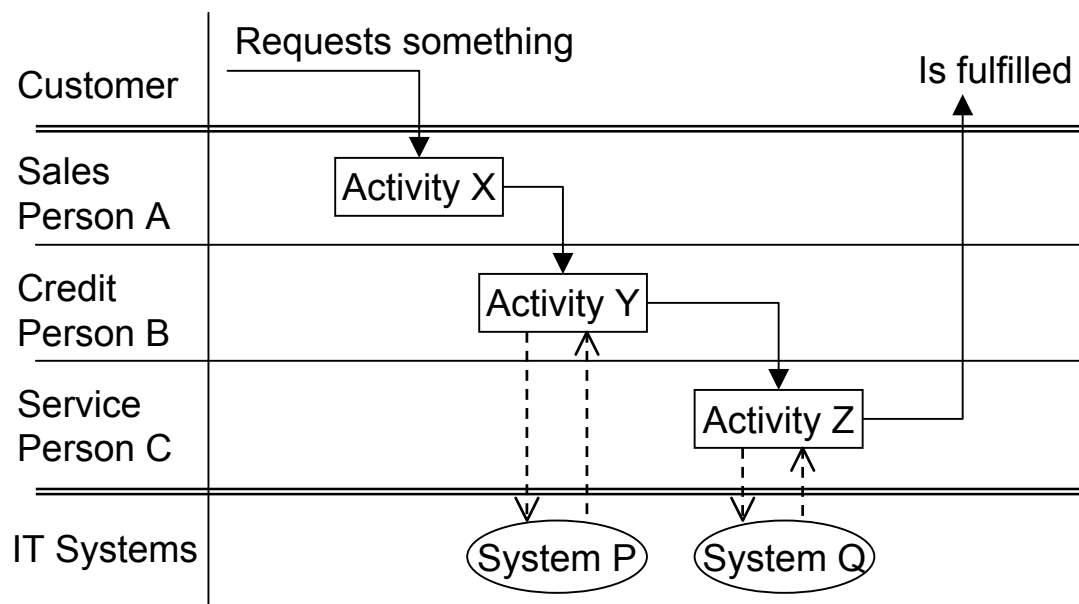 Requests something
Is fulfilled
Customer
Sales
Person A
Activity X
Credit
Person B
Activity Y
Service
Person C
Activity Z
IT Systems
System P
System Q